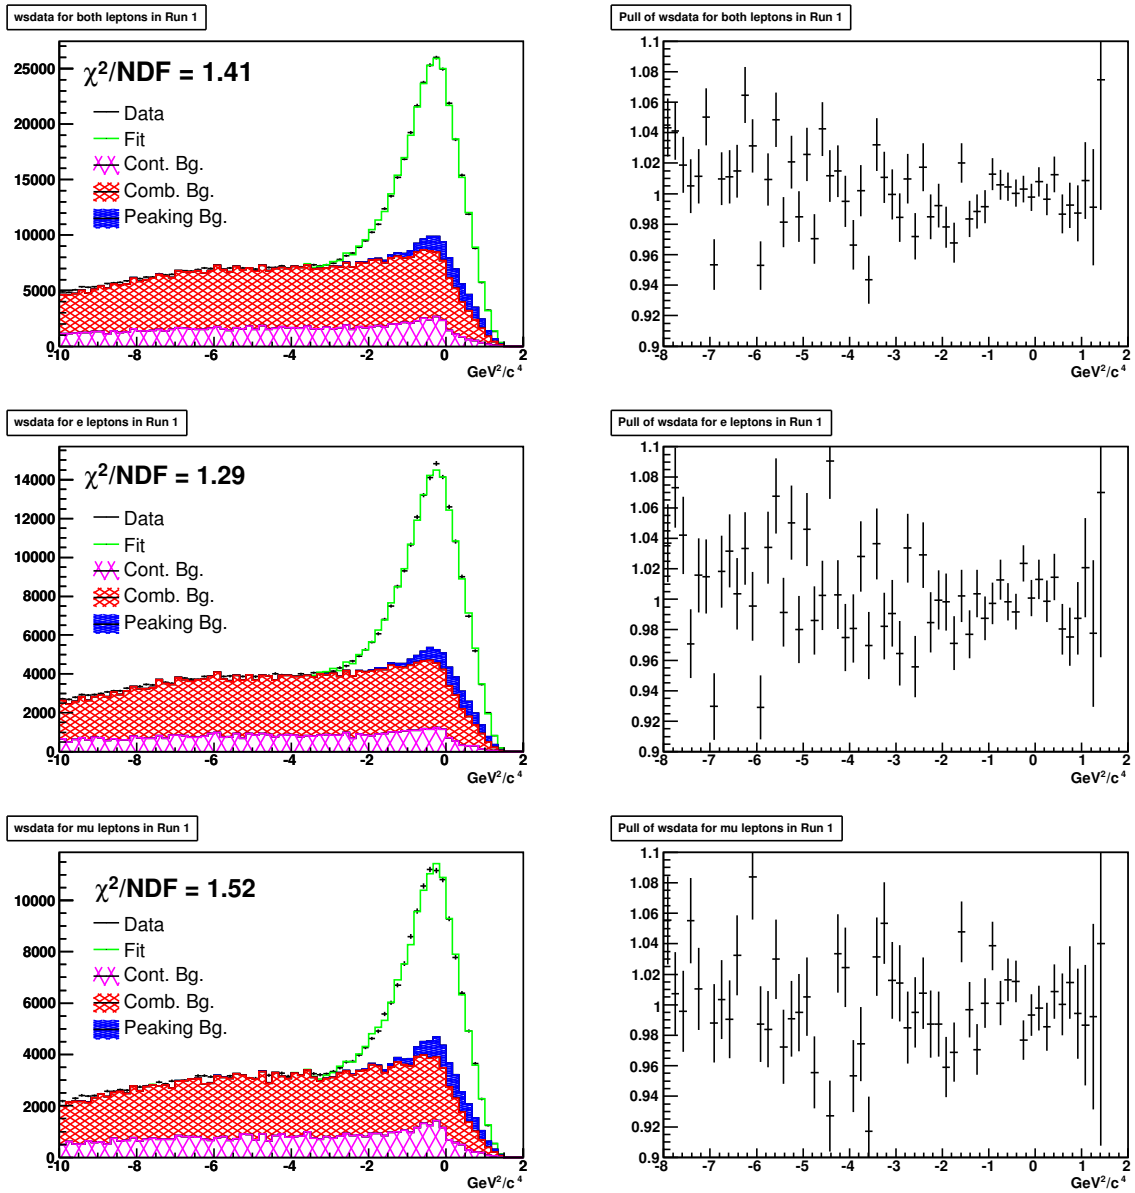 wsdata for both leptons in Run 1
χ²/NDF = 1.41
Data
Fit
Cont. Bg.
Comb. Bg.
Peaking Bg.
25000
20000
15000
10000
5000
0
-10 -8 -6 -4 -2 0 2
GeV²/c⁴
Pull of wsdata for both leptons in Run 1
1.1
1.08
1.06
1.04
1.02
1
0.98
0.96
0.94
0.92
0.9
-8 -7 -6 -5 -4 -3 -2 -1 0 1 2
GeV²/c⁴
wsdata for e leptons in Run 1
χ²/NDF = 1.29
Data
Fit
Cont. Bg.
Comb. Bg.
Peaking Bg.
14000
12000
10000
8000
6000
4000
2000
0
-10 -8 -6 -4 -2 0 2
GeV²/c⁴
Pull of wsdata for e leptons in Run 1
1.1
1.08
1.06
1.04
1.02
1
0.98
0.96
0.94
0.92
0.9
-8 -7 -6 -5 -4 -3 -2 -1 0 1 2
GeV²/c⁴
wsdata for mu leptons in Run 1
χ²/NDF = 1.52
Data
Fit
Cont. Bg.
Comb. Bg.
Peaking Bg.
10000
8000
6000
4000
2000
0
-10 -8 -6 -4 -2 0 2
GeV²/c⁴
Pull of wsdata for mu leptons in Run 1
1.1
1.08
1.06
1.04
1.02
1
0.98
0.96
0.94
0.92
0.9
-8 -7 -6 -5 -4 -3 -2 -1 0 1 2
GeV²/c⁴